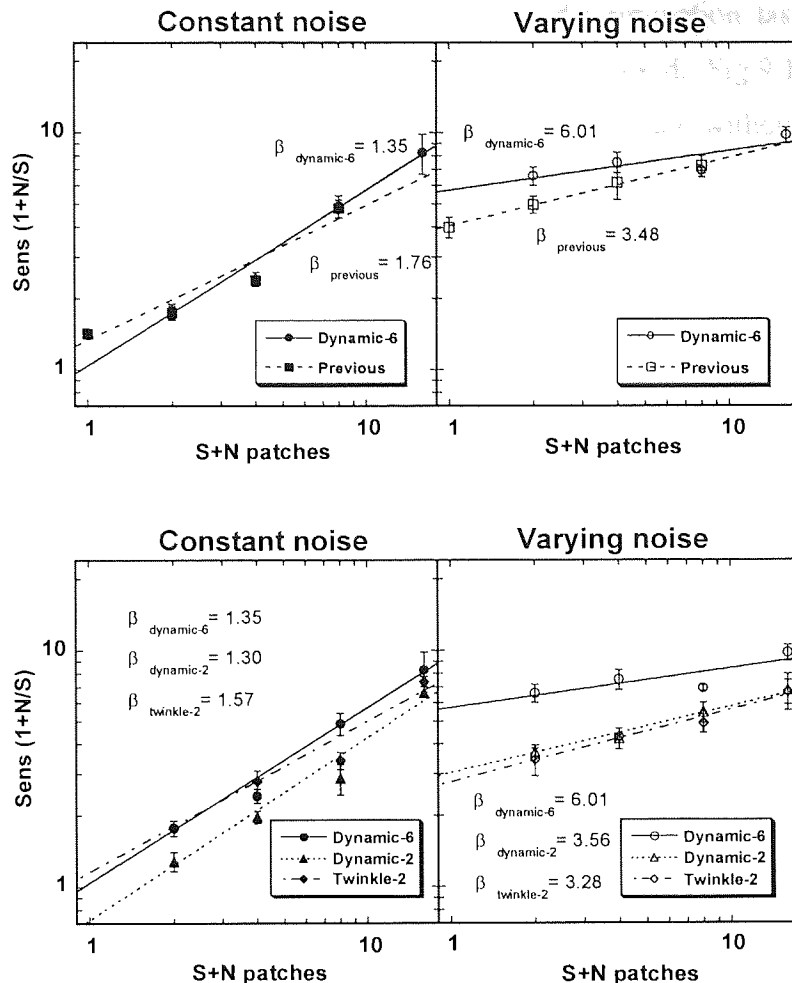 Constant noise
Varying noise
Sens (1+N/S)
10
1
β dynamic-6 = 1.35
β previous = 1.76
Dynamic-6
Previous
β dynamic-6 = 6.01
β previous = 3.48
Dynamic-6
Previous
1
10
1
10
S+N patches
S+N patches
Constant noise
Varying noise
Sens (1+N/S)
10
1
β dynamic-6 = 1.35
β dynamic-2 = 1.30
β twinkle-2 = 1.57
Dynamic-6
Dynamic-2
Twinkle-2
β dynamic-6 = 6.01
β dynamic-2 = 3.56
β twinkle-2 = 3.28
Dynamic-6
Dynamic-2
Twinkle-2
1
10
1
10
S+N patches
S+N patches